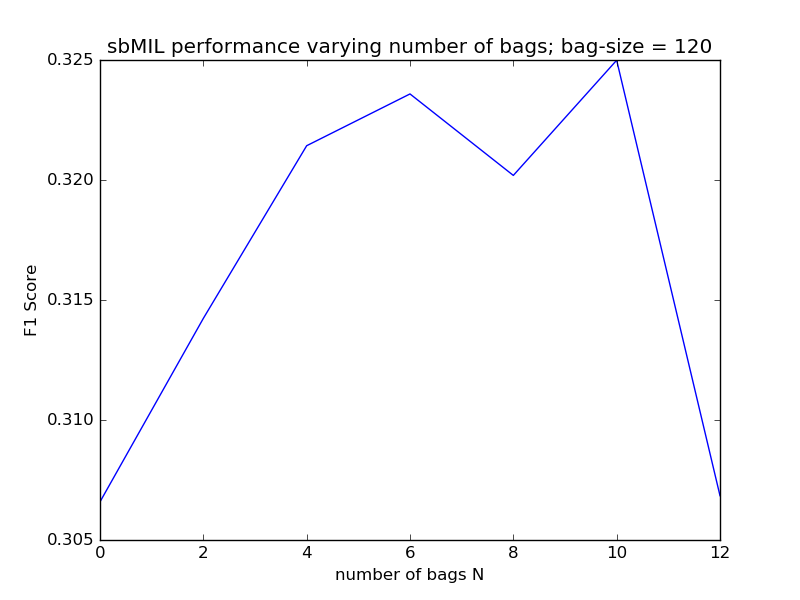 sbMIL performance varying number of bags; bag-size = 120
0.325
0.320
0.315
0.310
0.305
F1 Score
0 2 4 6 8 10 12
number of bags N